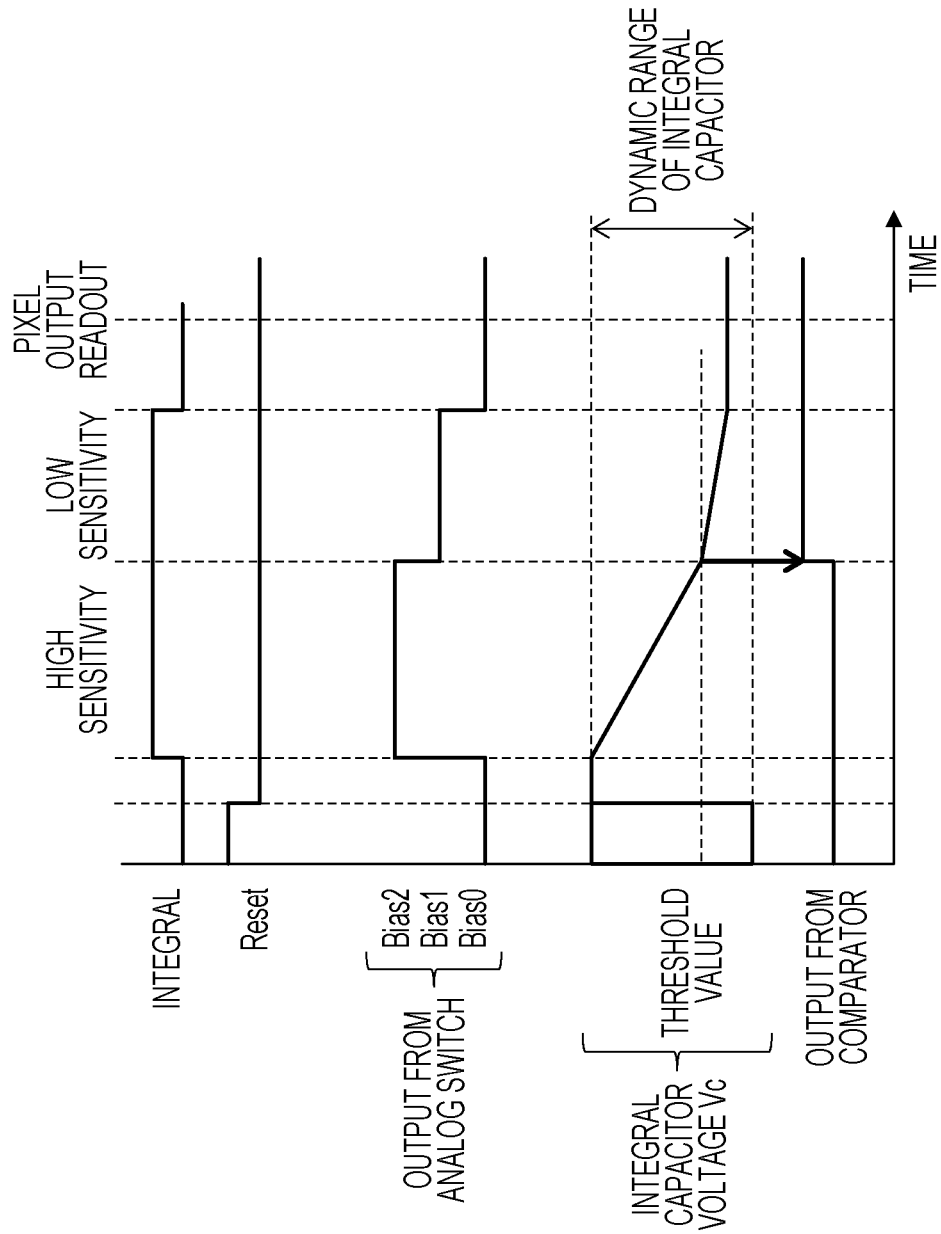 HIGH
SENSITIVITY
LOW
SENSITIVITY
PIXEL
OUTPUT
READOUT
INTEGRAL
Reset
OUTPUT FROM
ANALOG SWITCH
Bias2
Bias1
Bias0
INTEGRAL
CAPACITOR
VOLTAGE Vc
THRESHOLD
VALUE
DYNAMIC RANGE
OF INTEGRAL
CAPACITOR
OUTPUT FROM
COMPARATOR
TIME